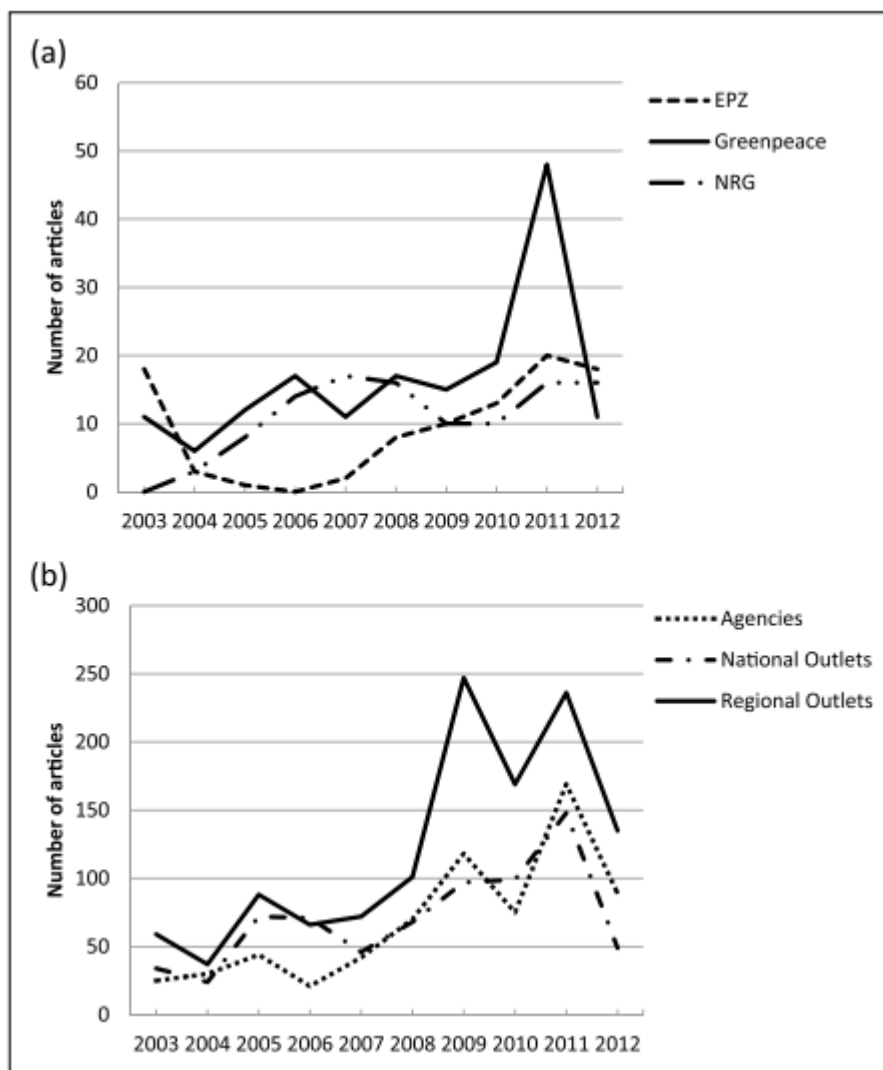 (a)
60
50
40
30
20
10
0
Number of articles
2003 2004 2005 2006 2007 2008 2009 2010 2011 2012
EPZ
Greenpeace
NRG
(b)
300
250
200
150
100
50
0
Number of articles
2003 2004 2005 2006 2007 2008 2009 2010 2011 2012
Agencies
National Outlets
Regional Outlets